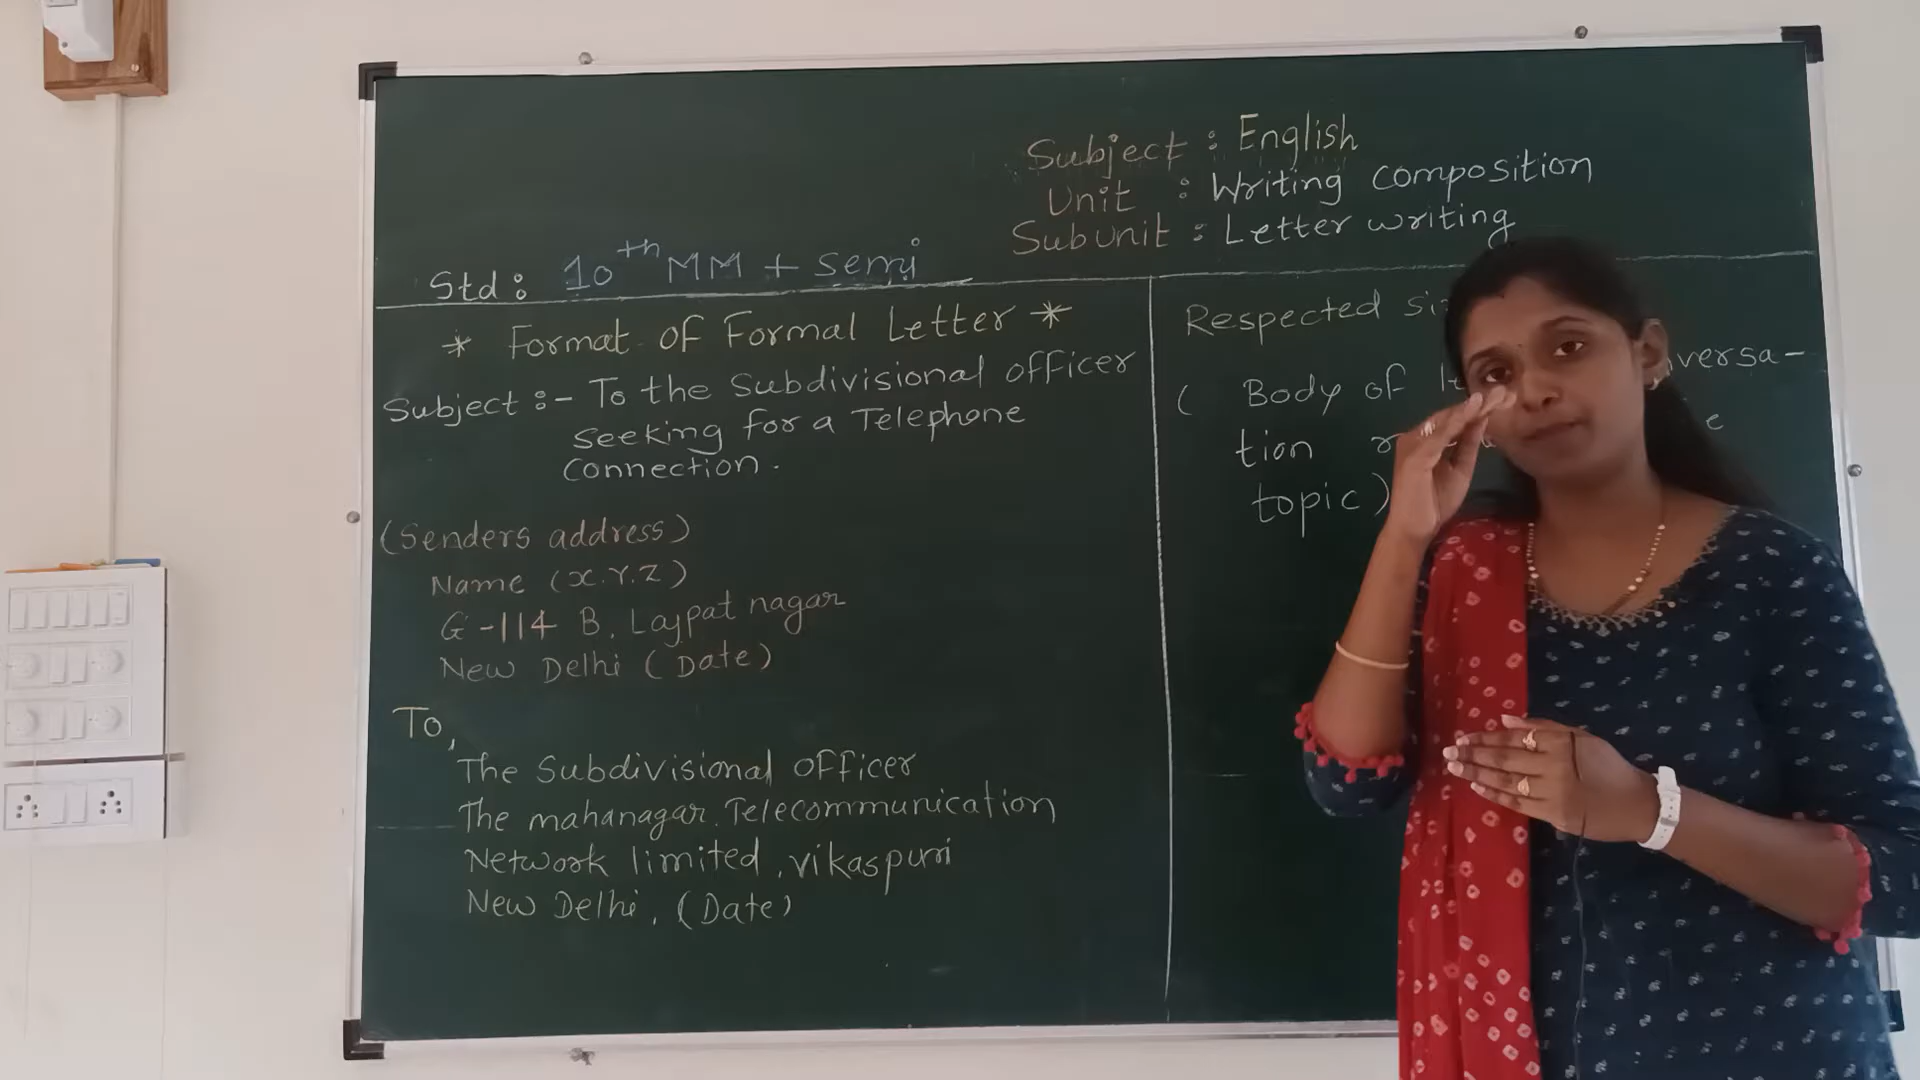 Subject : English
Unit : Writing composition
Subunit : Letter writing
Std : 10th MM + semi
* Format of Formal Letter *
Subject :- To the Subdivisional officer
Seeking for a Telephone
Connection.
(Senders address)
Name (X.Y.Z)
G-114 B, Lajpat nagar
New Delhi (Date)
To,
The Subdivisional officer
The mahanagar Telecommunication
Network limited, vikaspuri
New Delhi, (Date)
Respected
( Body of
tion
topic)